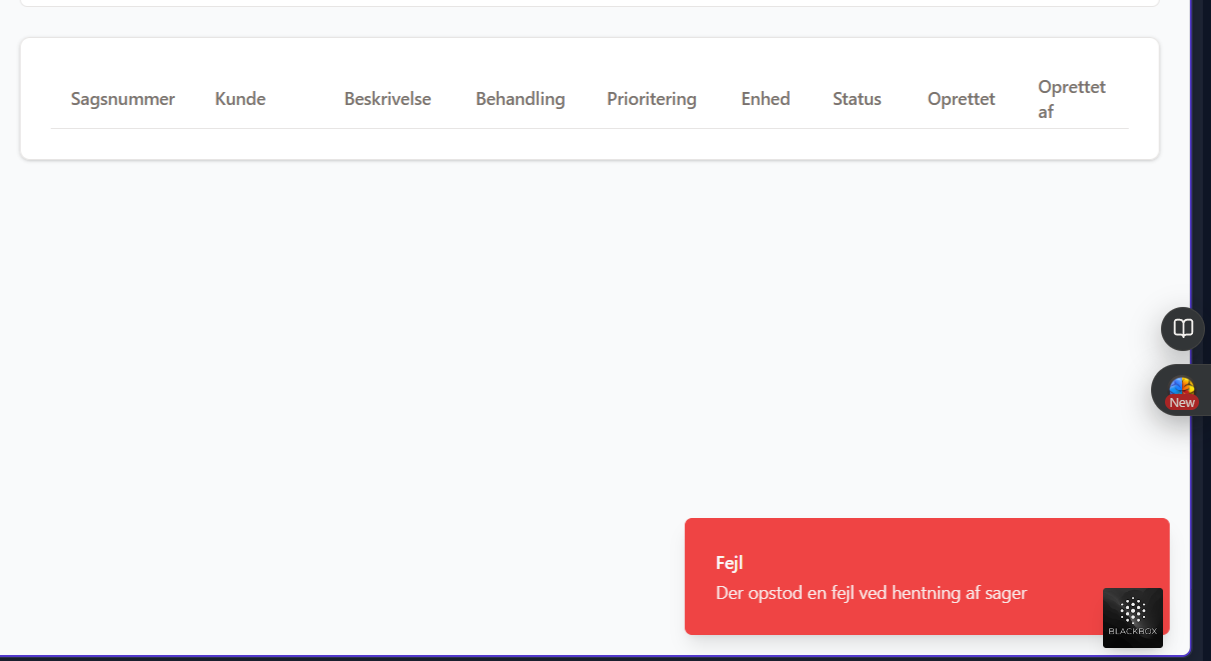 Sagsnummer Kunde Beskrivelse Behandling Prioritering Enhed Status Oprettet Oprettet af
New
Fejl
Der opstod en fejl ved hentning af sager
BLACKBOX